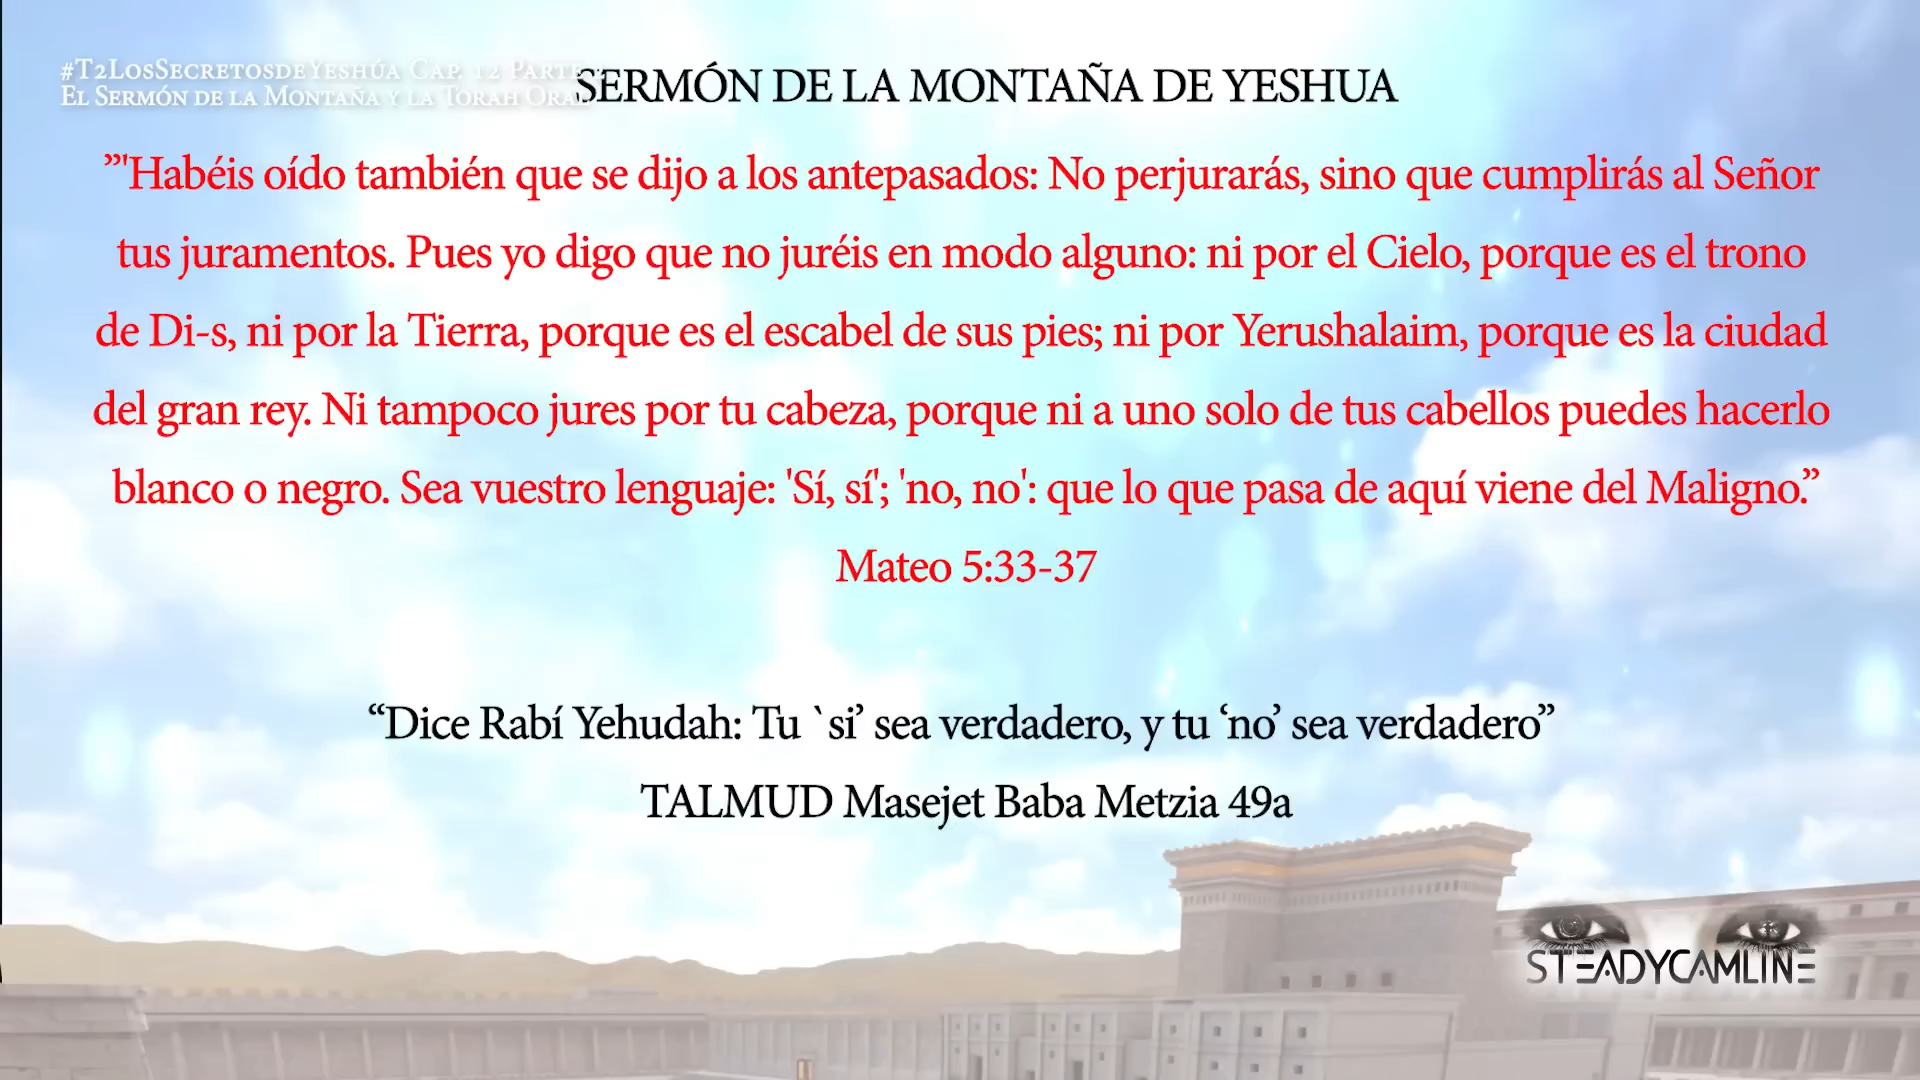 #T2LosSecretosdeYeshúa Cap. 12 Parte
El Sermón de la Montaña y la Torah Oral
SERMÓN DE LA MONTAÑA DE YESHUA
”'Habéis oído también que se dijo a los antepasados: No perjurarás, sino que cumplirás al Señor
tus juramentos. Pues yo digo que no juréis en modo alguno: ni por el Cielo, porque es el trono
de Di-s, ni por la Tierra, porque es el escabel de sus pies; ni por Yerushalaim, porque es la ciudad
del gran rey. Ni tampoco jures por tu cabeza, porque ni a uno solo de tus cabellos puedes hacerlo
blanco o negro. Sea vuestro lenguaje: 'Sí, sí'; 'no, no': que lo que pasa de aquí viene del Maligno.”
Mateo 5:33-37
“Dice Rabí Yehudah: Tu `si’ sea verdadero, y tu ‘no’ sea verdadero”
TALMUD Masejet Baba Metzia 49a
STEADYCAMLINE